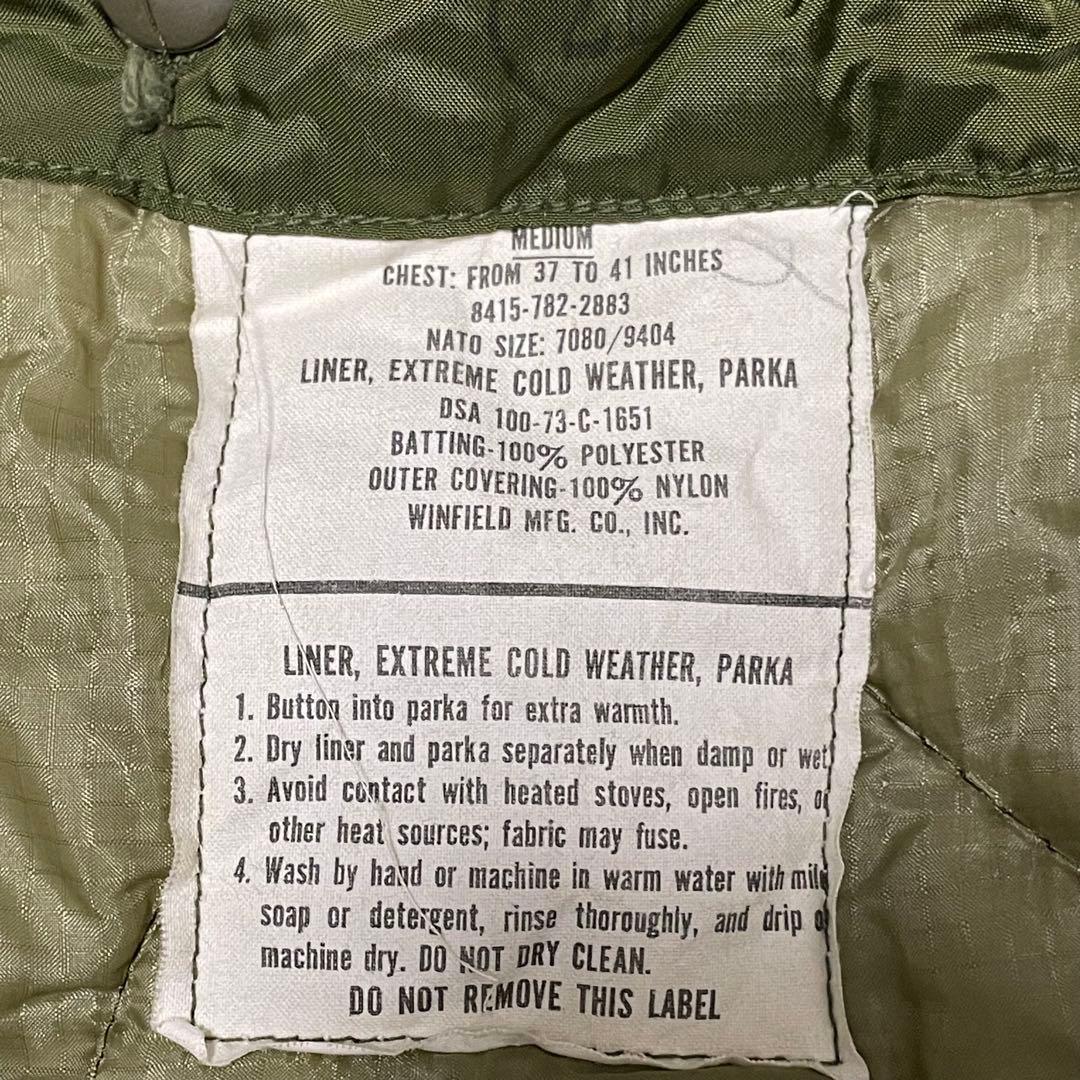 MEDIUM
CHEST: FROM 37 TO 41 INCHES
8415-782-2883
NATO SIZE: 7080/9404
LINER, EXTREME COLD WEATHER, PARKA
DSA 100-73-C-1651
BATTING-100% POLYESTER
OUTER COVERING-100% NYLON
WINFIELD MFG. CO., INC.
LINER, EXTREME COLD WEATHER, PARKA
1. Button into parka for extra warmth.
2. Dry liner and parka separately when damp or wet
3. Avoid contact with heated stoves, open fires, or
other heat sources; fabric may fuse.
4. Wash by hand or machine in warm water with mild
soap or detergent, rinse thoroughly, and drip or
machine dry. DO NOT DRY CLEAN.
DO NOT REMOVE THIS LABEL